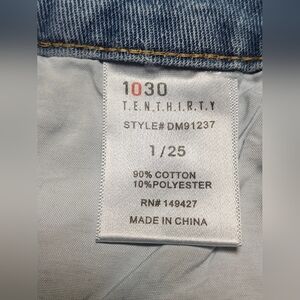 1030
T.E.N.T.H.I.R.T.Y
STYLE# DM91237
1/25
90% COTTON
10%POLYESTER
RN# 149427
MADE IN CHINA